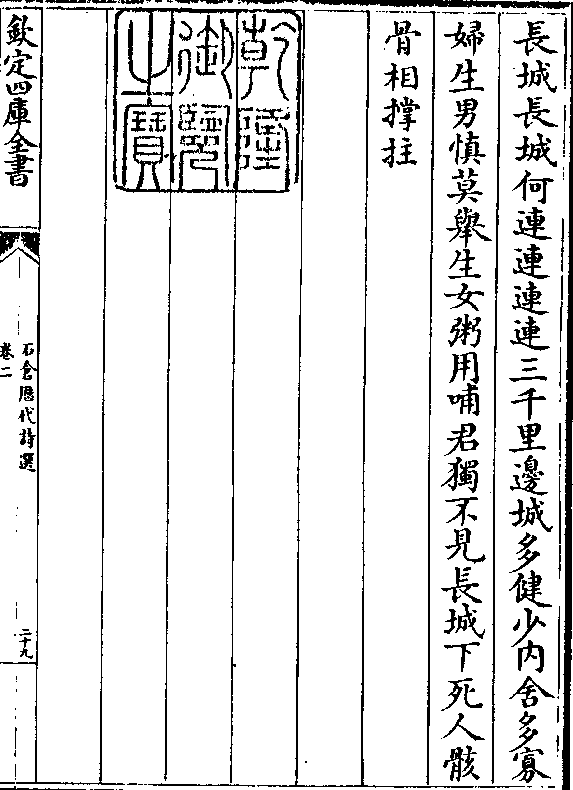 長城長城何連連連連三千里邊城多健少內舍多寡
婦生男慎莫舉生女粥用哺君獨不見長城下死人骸
骨相撑拄
乾隆
御覽
之寶
欽定四庫全書
石倉歷代詩選
卷二
二十九